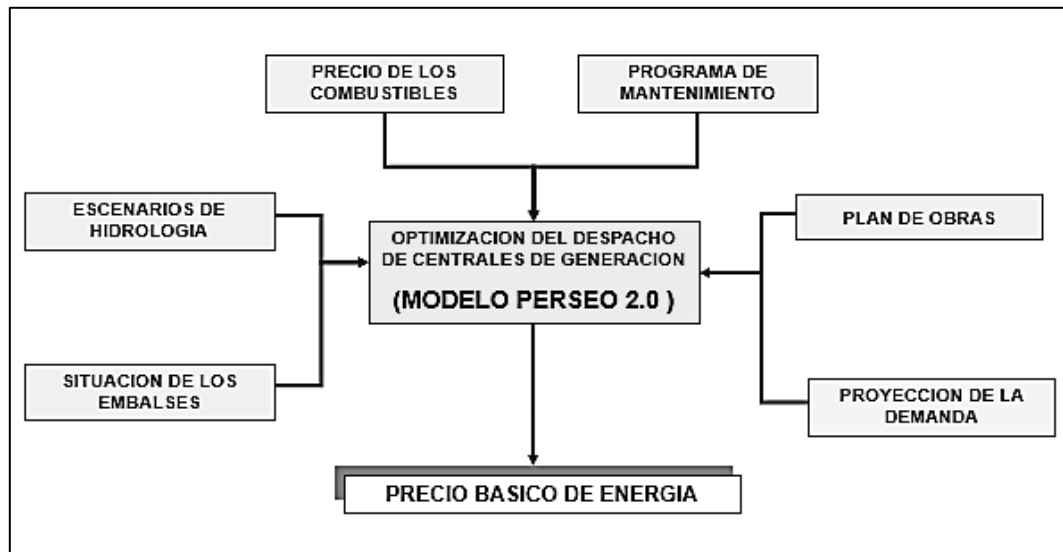 PRECIO DE LOS
COMBUSTIBLES
PROGRAMA DE
MANTENIMIENTO
ESCENARIOS DE
HIDROLOGIA
OPTIMIZACION DEL DESPACHO
DE CENTRALES DE GENERACION
(MODELO PERSEO 2.0 )
PLAN DE OBRAS
SITUACION DE LOS
EMBALSES
PROYECCION DE LA
DEMANDA
PRECIO BASICO DE ENERGIA